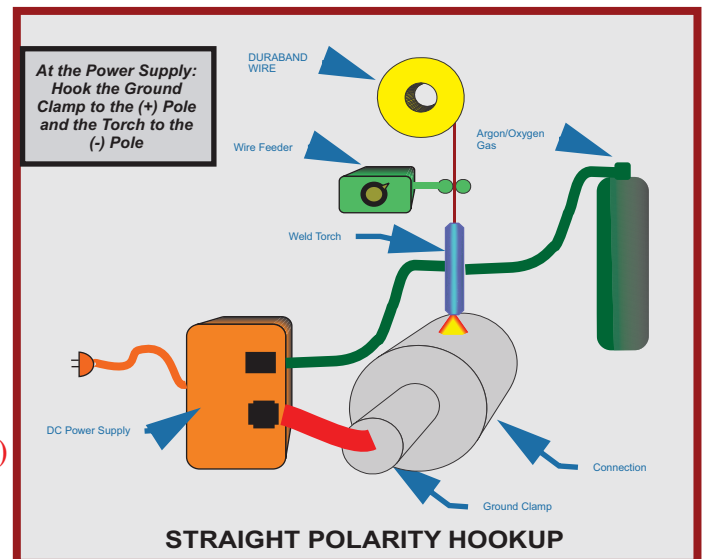 At the Power Supply:
Hook the Ground
Clamp to the (+) Pole
and the Torch to the
(-) Pole
DURABAND
WIRE
Wire Feeder
Argon/Oxygen
Gas
Weld Torch
DC Power Supply
)
Connection
Ground Clamp
STRAIGHT POLARITY HOOKUP